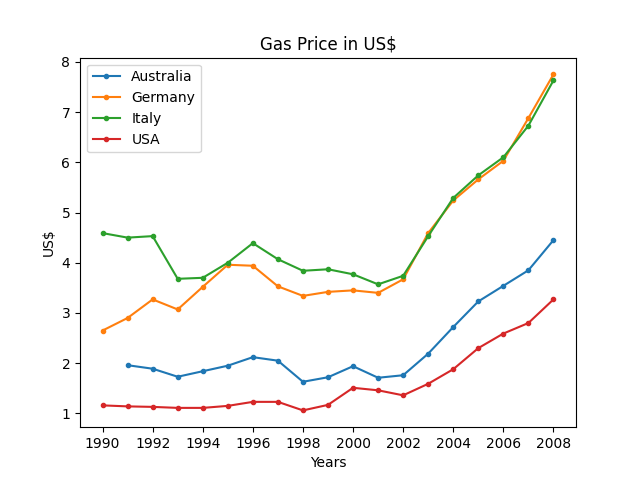 Gas Price in US$
8
7
6
5
4
3
2
1
US$
Australia
Germany
Italy
USA
1990 1992 1994 1996 1998 2000 2002 2004 2006 2008
Years